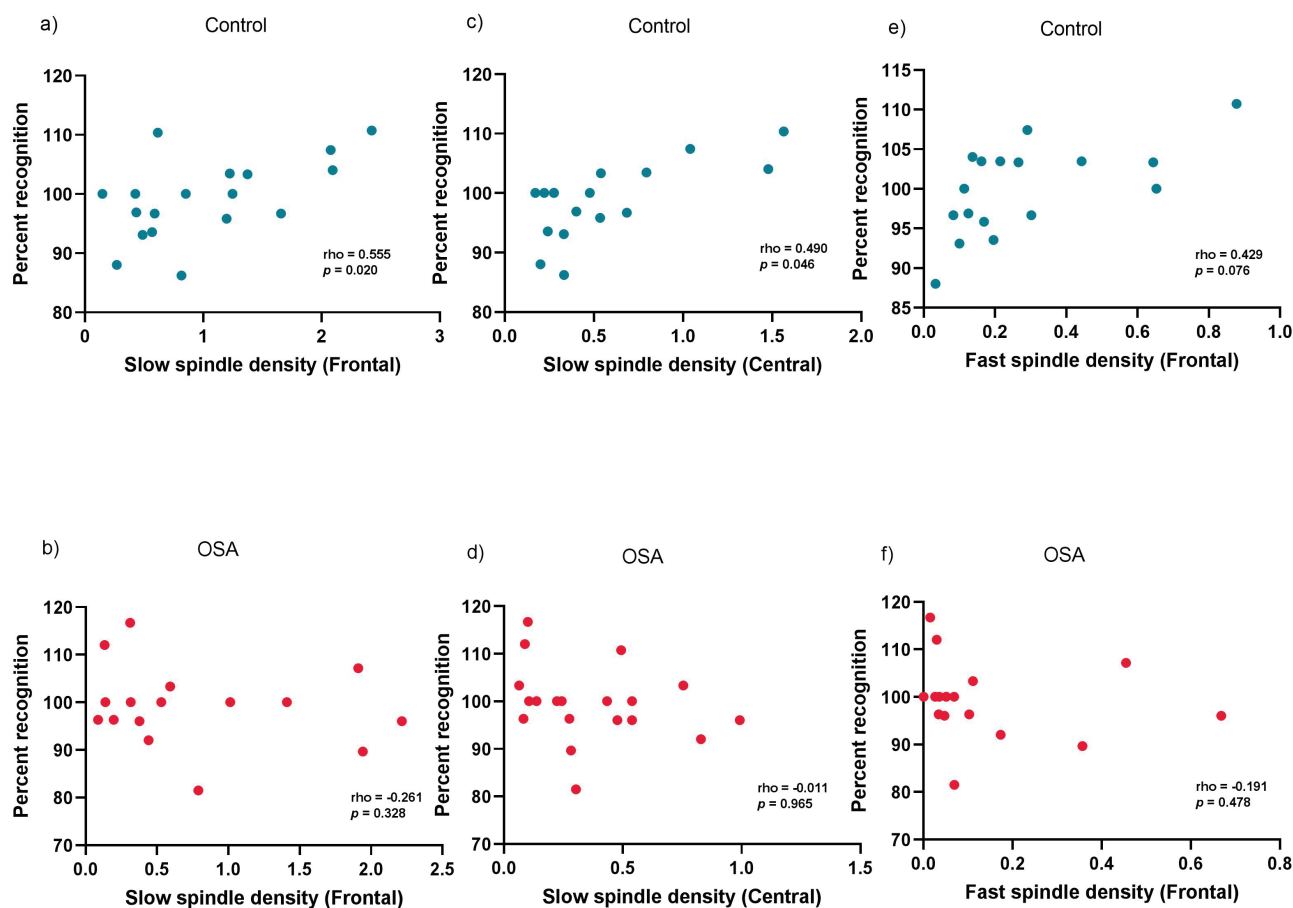 a)
Control
Percent recognition
120
110
100
90
80
0
1
2
3
rho = 0.555
p = 0.020
Slow spindle density (Frontal)
c)
Control
Percent recognition
120
110
100
90
80
0.0
0.5
1.0
1.5
2.0
rho = 0.490
p = 0.046
Slow spindle density (Central)
e)
Control
Percent recognition
115
110
105
100
95
90
85
0.0
0.2
0.4
0.6
0.8
1.0
rho = 0.429
p = 0.076
Fast spindle density (Frontal)
b)
OSA
Percent recognition
120
110
100
90
80
70
0.0
0.5
1.0
1.5
2.0
2.5
rho = -0.261
p = 0.328
Slow spindle density (Frontal)
d)
OSA
Percent recognition
120
110
100
90
80
70
0.0
0.5
1.0
1.5
rho = -0.011
p = 0.965
Slow spindle density (Central)
f)
OSA
Percent recognition
120
110
100
90
80
70
0.0
0.2
0.4
0.6
0.8
rho = -0.191
p = 0.478
Fast spindle density (Frontal)